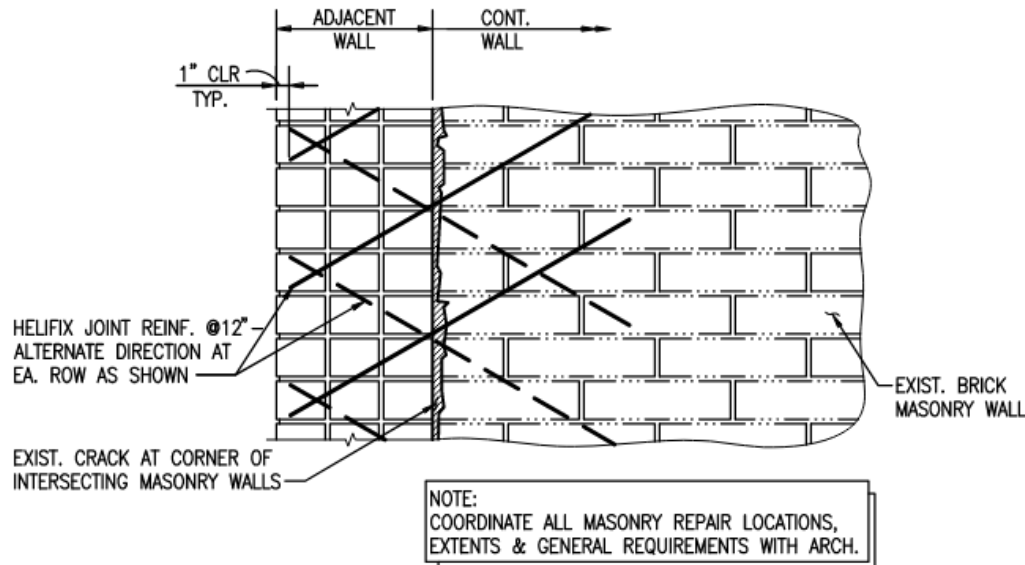 ADJACENT
WALL
CONT.
WALL
1" CLR
TYP.
HELIFIX JOINT REINF. @12"
ALTERNATE DIRECTION AT
EA. ROW AS SHOWN
EXIST. BRICK
MASONRY WALL
EXIST. CRACK AT CORNER OF
INTERSECTING MASONRY WALLS
NOTE:
COORDINATE ALL MASONRY REPAIR LOCATIONS,
EXTENTS & GENERAL REQUIREMENTS WITH ARCH.